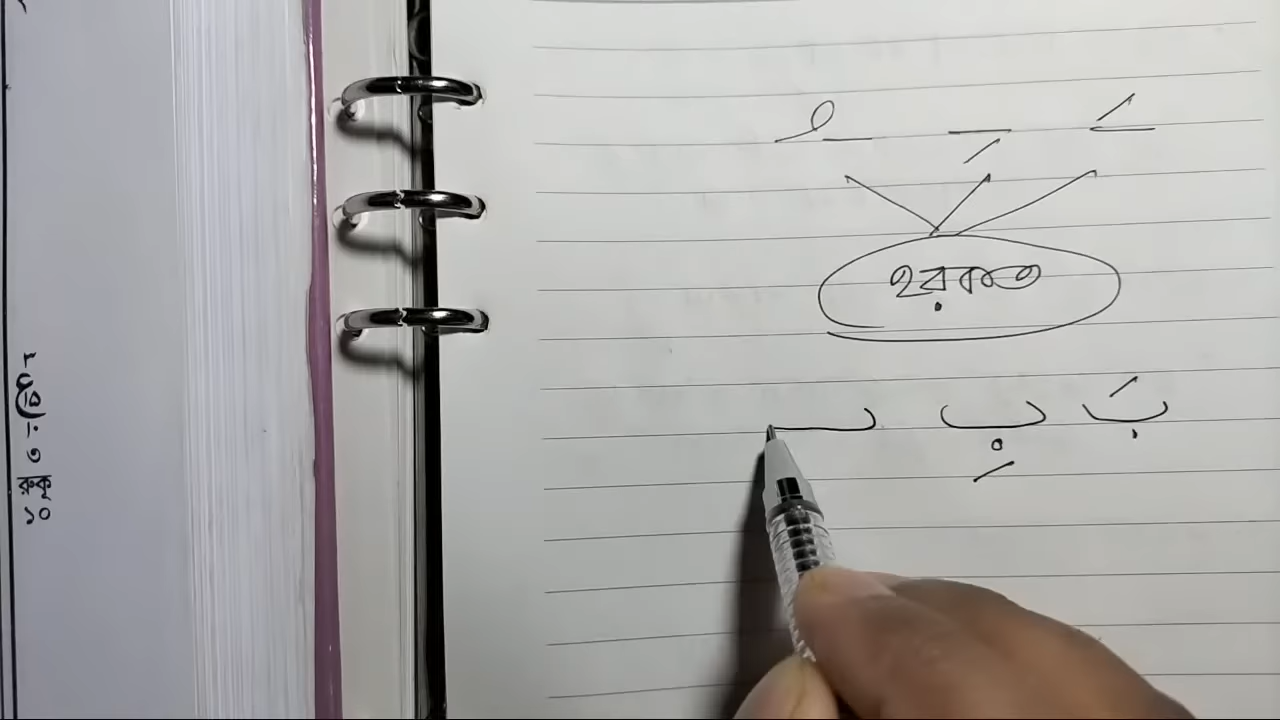 ـَ ـِ ـُ
হরকত
بَ بِ ٮ